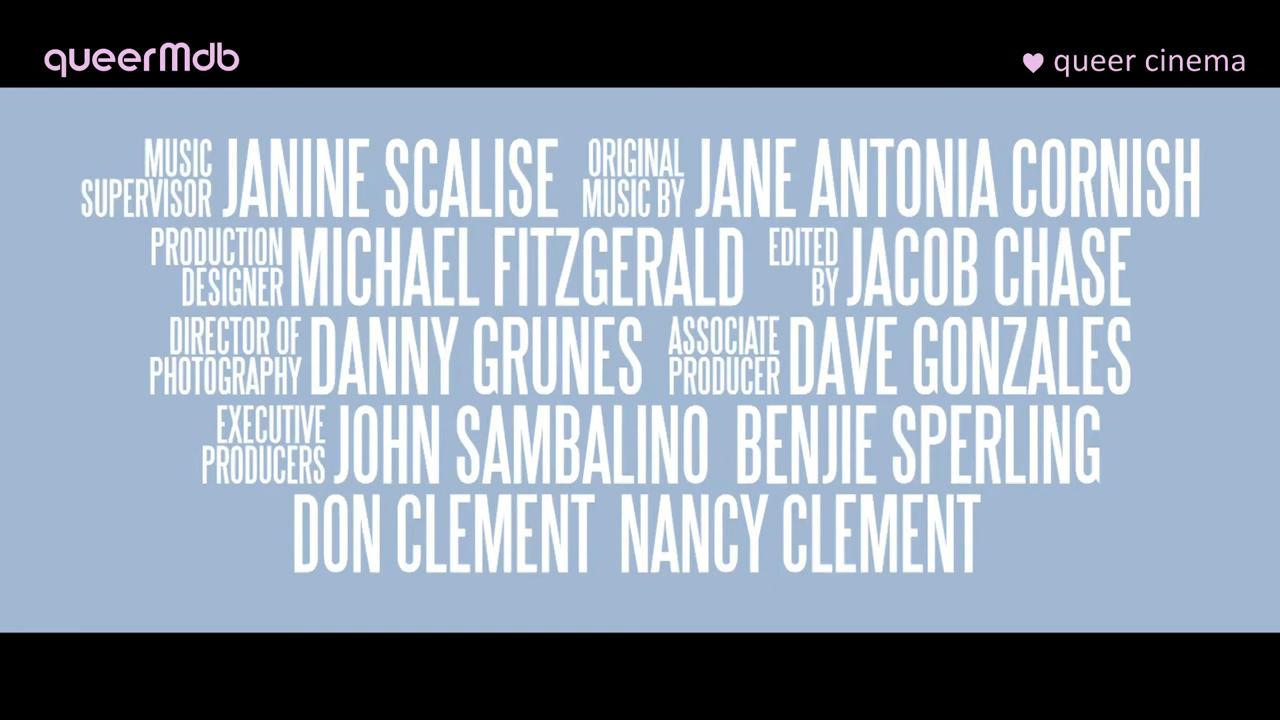 queerMdb
♥ queer cinema
MUSIC SUPERVISOR JANINE SCALISE ORIGINAL MUSIC BY JANE ANTONIA CORNISH
PRODUCTION DESIGNER MICHAEL FITZGERALD EDITED BY JACOB CHASE
DIRECTOR OF PHOTOGRAPHY DANNY GRUNES ASSOCIATE PRODUCER DAVE GONZALES
EXECUTIVE PRODUCERS JOHN SAMBALINO BENJIE SPERLING
DON CLEMENT NANCY CLEMENT